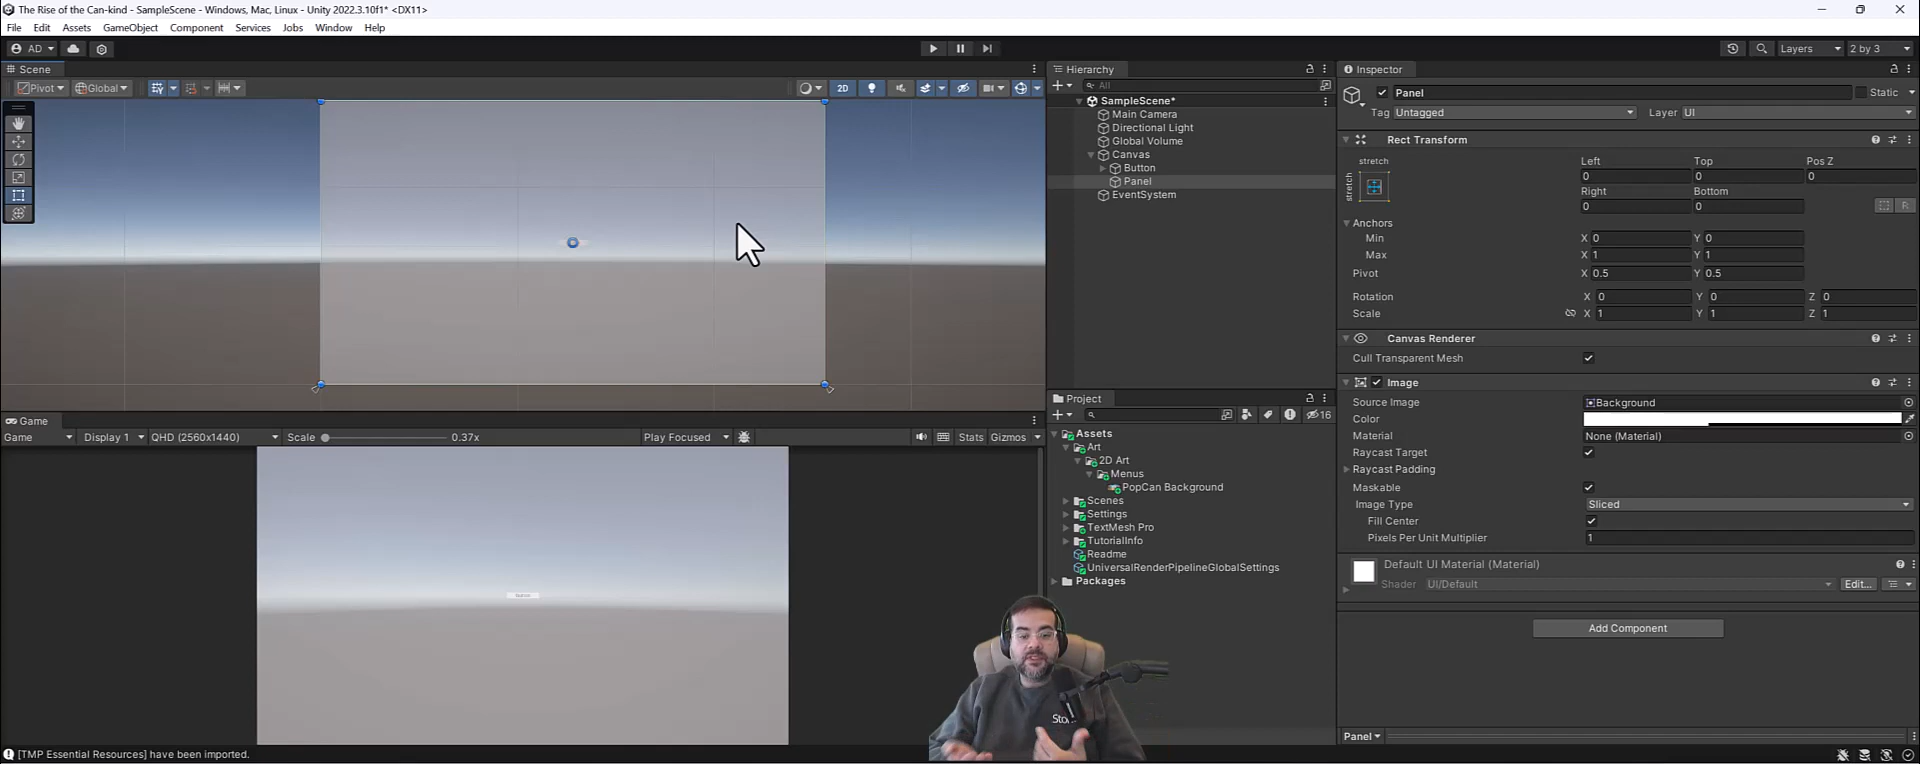 The Rise of the Can-kind - SampleScene - Windows, Mac, Linux - Unity 2022.3.10f1* <DX11>
File Edit Assets GameObject Component Services Jobs Window Help
AD Layers 2 by 3
Scene
Pivot Global 2D
Hierarchy
All
SampleScene*
Main Camera
Directional Light
Global Volume
Canvas
Button
Panel
EventSystem
Game
Game Display 1 QHD (2560x1440) Scale 0.37x Play Focused Stats Gizmos
Project
16
Assets
Art
2D Art
Menus
PopCan Background
Scenes
Settings
TextMesh Pro
TutorialInfo
Readme
UniversalRenderPipelineGlobalSettings
Packages
Inspector
Panel Static
Tag Untagged Layer UI
Rect Transform
stretch Left Top Pos Z
stretch 0 0 0
Right Bottom
0 0 R
Anchors
Min X 0 Y 0
Max X 1 Y 1
Pivot X 0.5 Y 0.5
Rotation X 0 Y 0 Z 0
Scale X 1 Y 1 Z 1
Canvas Renderer
Cull Transparent Mesh
Image
Source Image Background
Color
Material None (Material)
Raycast Target
Raycast Padding
Maskable
Image Type Sliced
Fill Center
Pixels Per Unit Multiplier 1
Default UI Material (Material)
Shader UI/Default Edit...
Add Component
Panel
[TMP Essential Resources] have been imported.